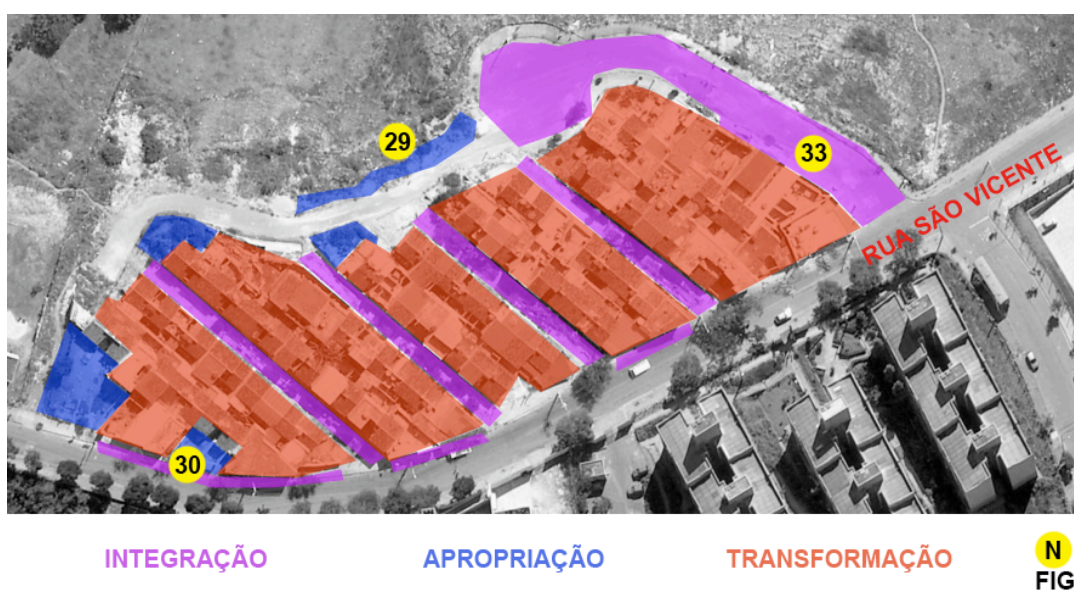 29
33
RUA SÃO VICENTE
30
INTEGRAÇÃO
APROPRIAÇÃO
TRANSFORMAÇÃO
N
FIG